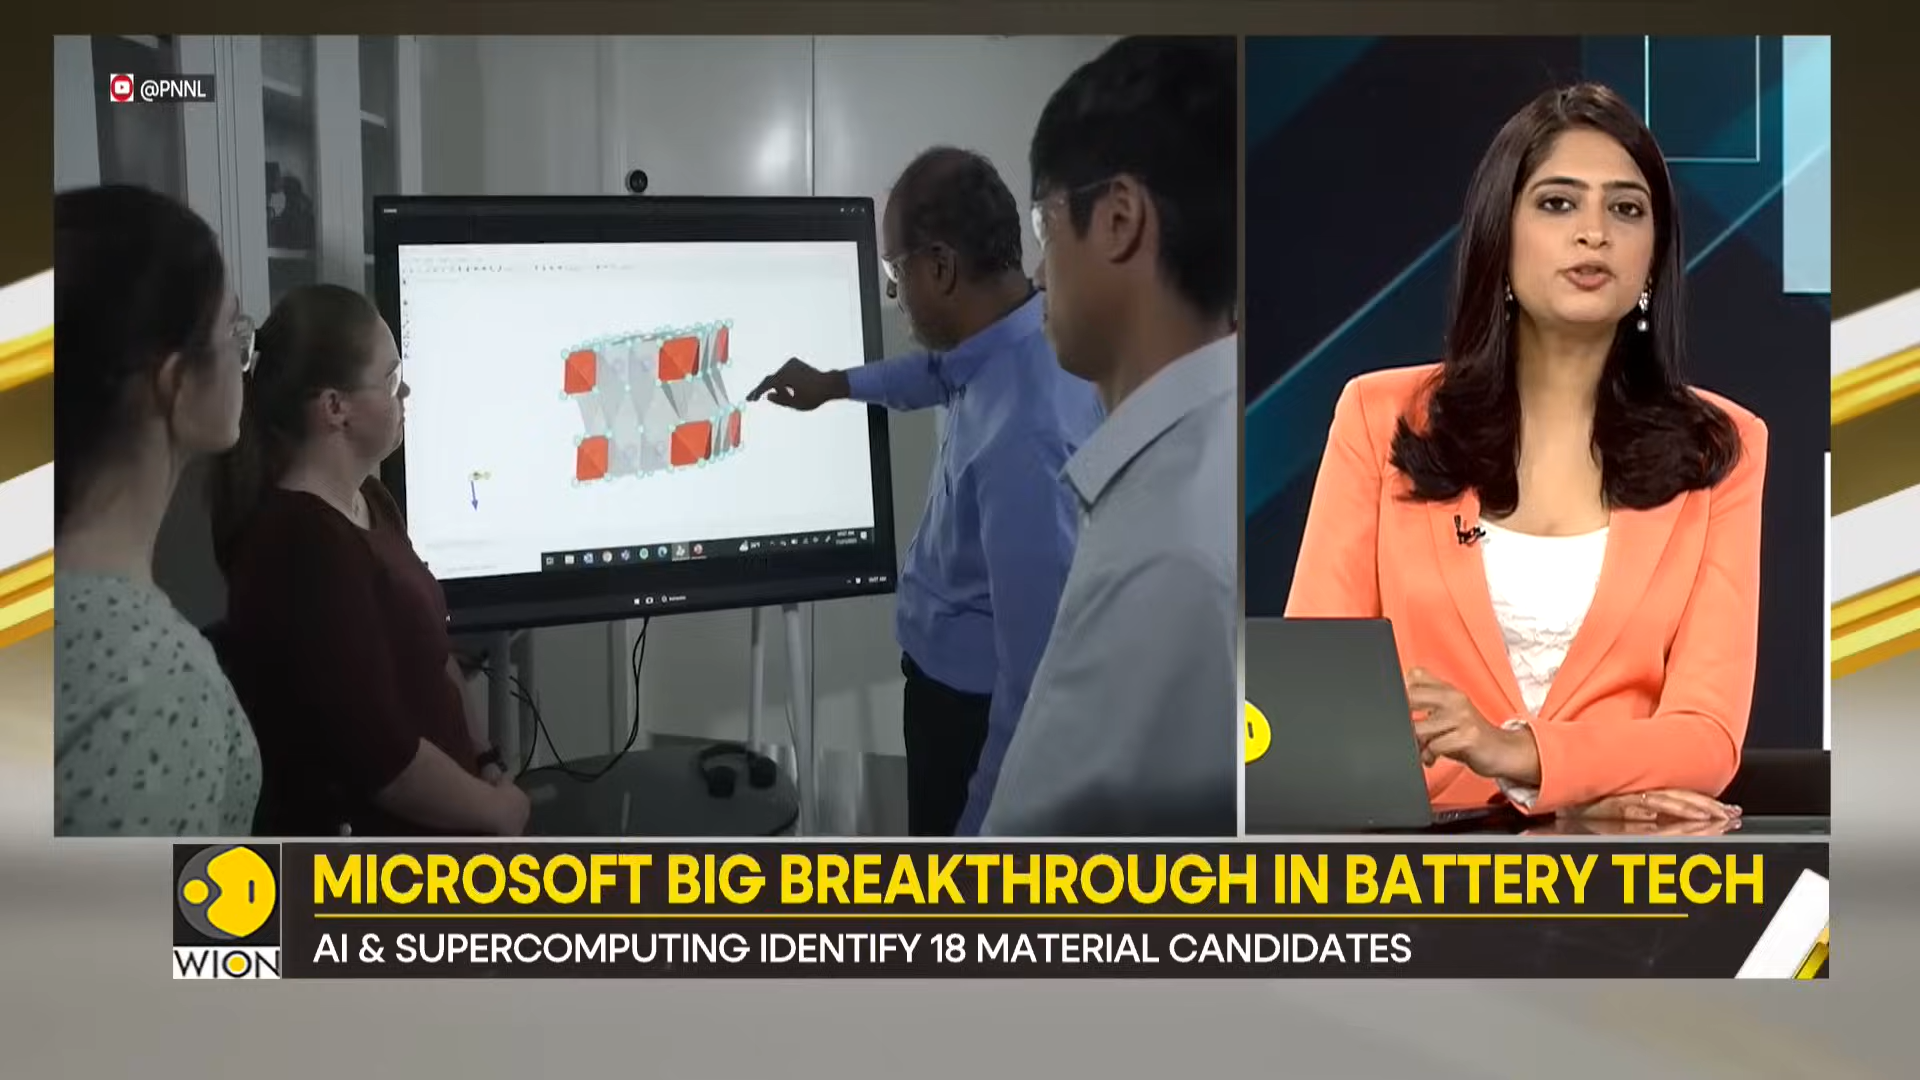 @PNNL
MICROSOFT BIG BREAKTHROUGH IN BATTERY TECH
AI & SUPERCOMPUTING IDENTIFY 18 MATERIAL CANDIDATES
WION